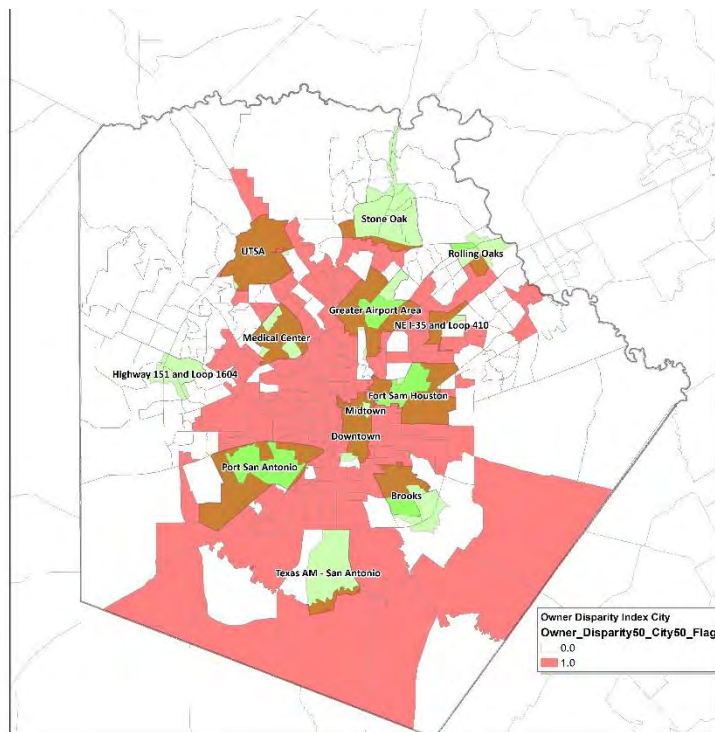 Stone Oak
UTSA
Rolling Oaks
Greater Airport Area
NE I-35 and Loop 410
Medical Center
Highway 151 and Loop 1604
Fort Sam Houston
Midtown
Downtown
Port San Antonio
Brooks
Texas AM - San Antonio
Owner Disparity Index City
Owner_Disparity50_City50_Flag
0.0
1.0